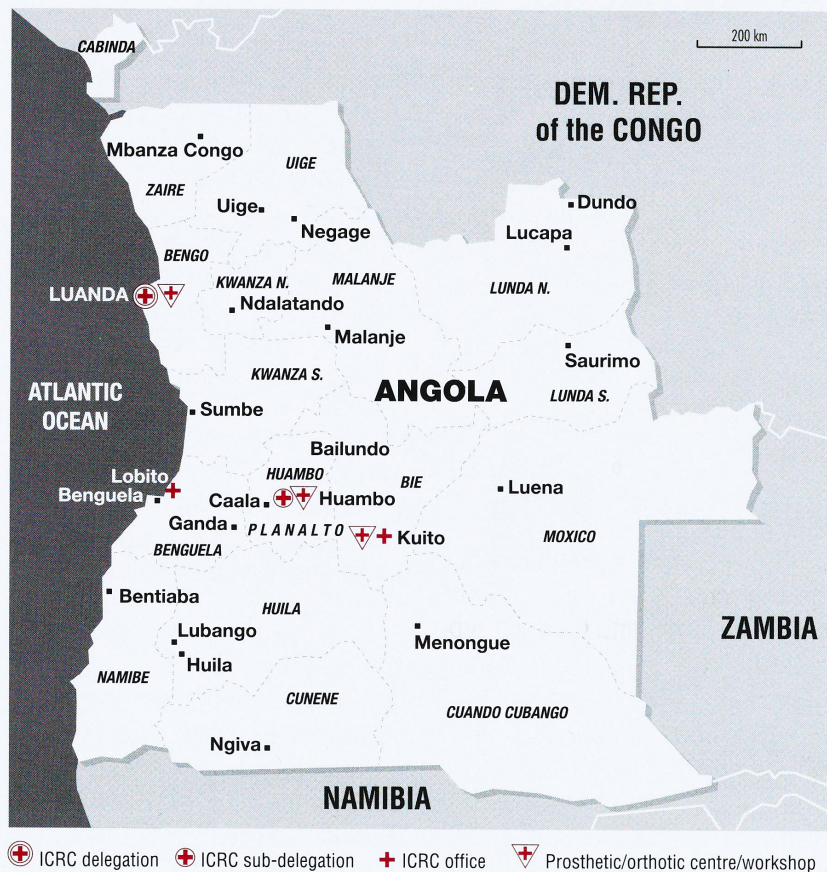 CABINDA
200 km
DEM. REP.
of the CONGO
Mbanza Congo
UIGE
ZAIRE
Uige
Dundo
Negage
Lucapa
BENGO
KWANZA N.
MALANJE
LUNDA N.
LUANDA
Ndalatando
Malanje
Saurimo
KWANZA S.
ANGOLA
LUNDA S.
ATLANTIC
OCEAN
Sumbe
Bailundo
Lobito
HUAMBO
BIE
Benguela
Caala
Huambo
Luena
Ganda
PLANALTO
Kuito
MOXICO
BENGUELA
Bentiaba
HUILA
Lubango
Menongue
ZAMBIA
Huila
NAMIBE
CUNENE
CUANDO CUBANGO
Ngiva
NAMIBIA
ICRC delegation ICRC sub-delegation ICRC office Prosthetic/orthotic centre/workshop